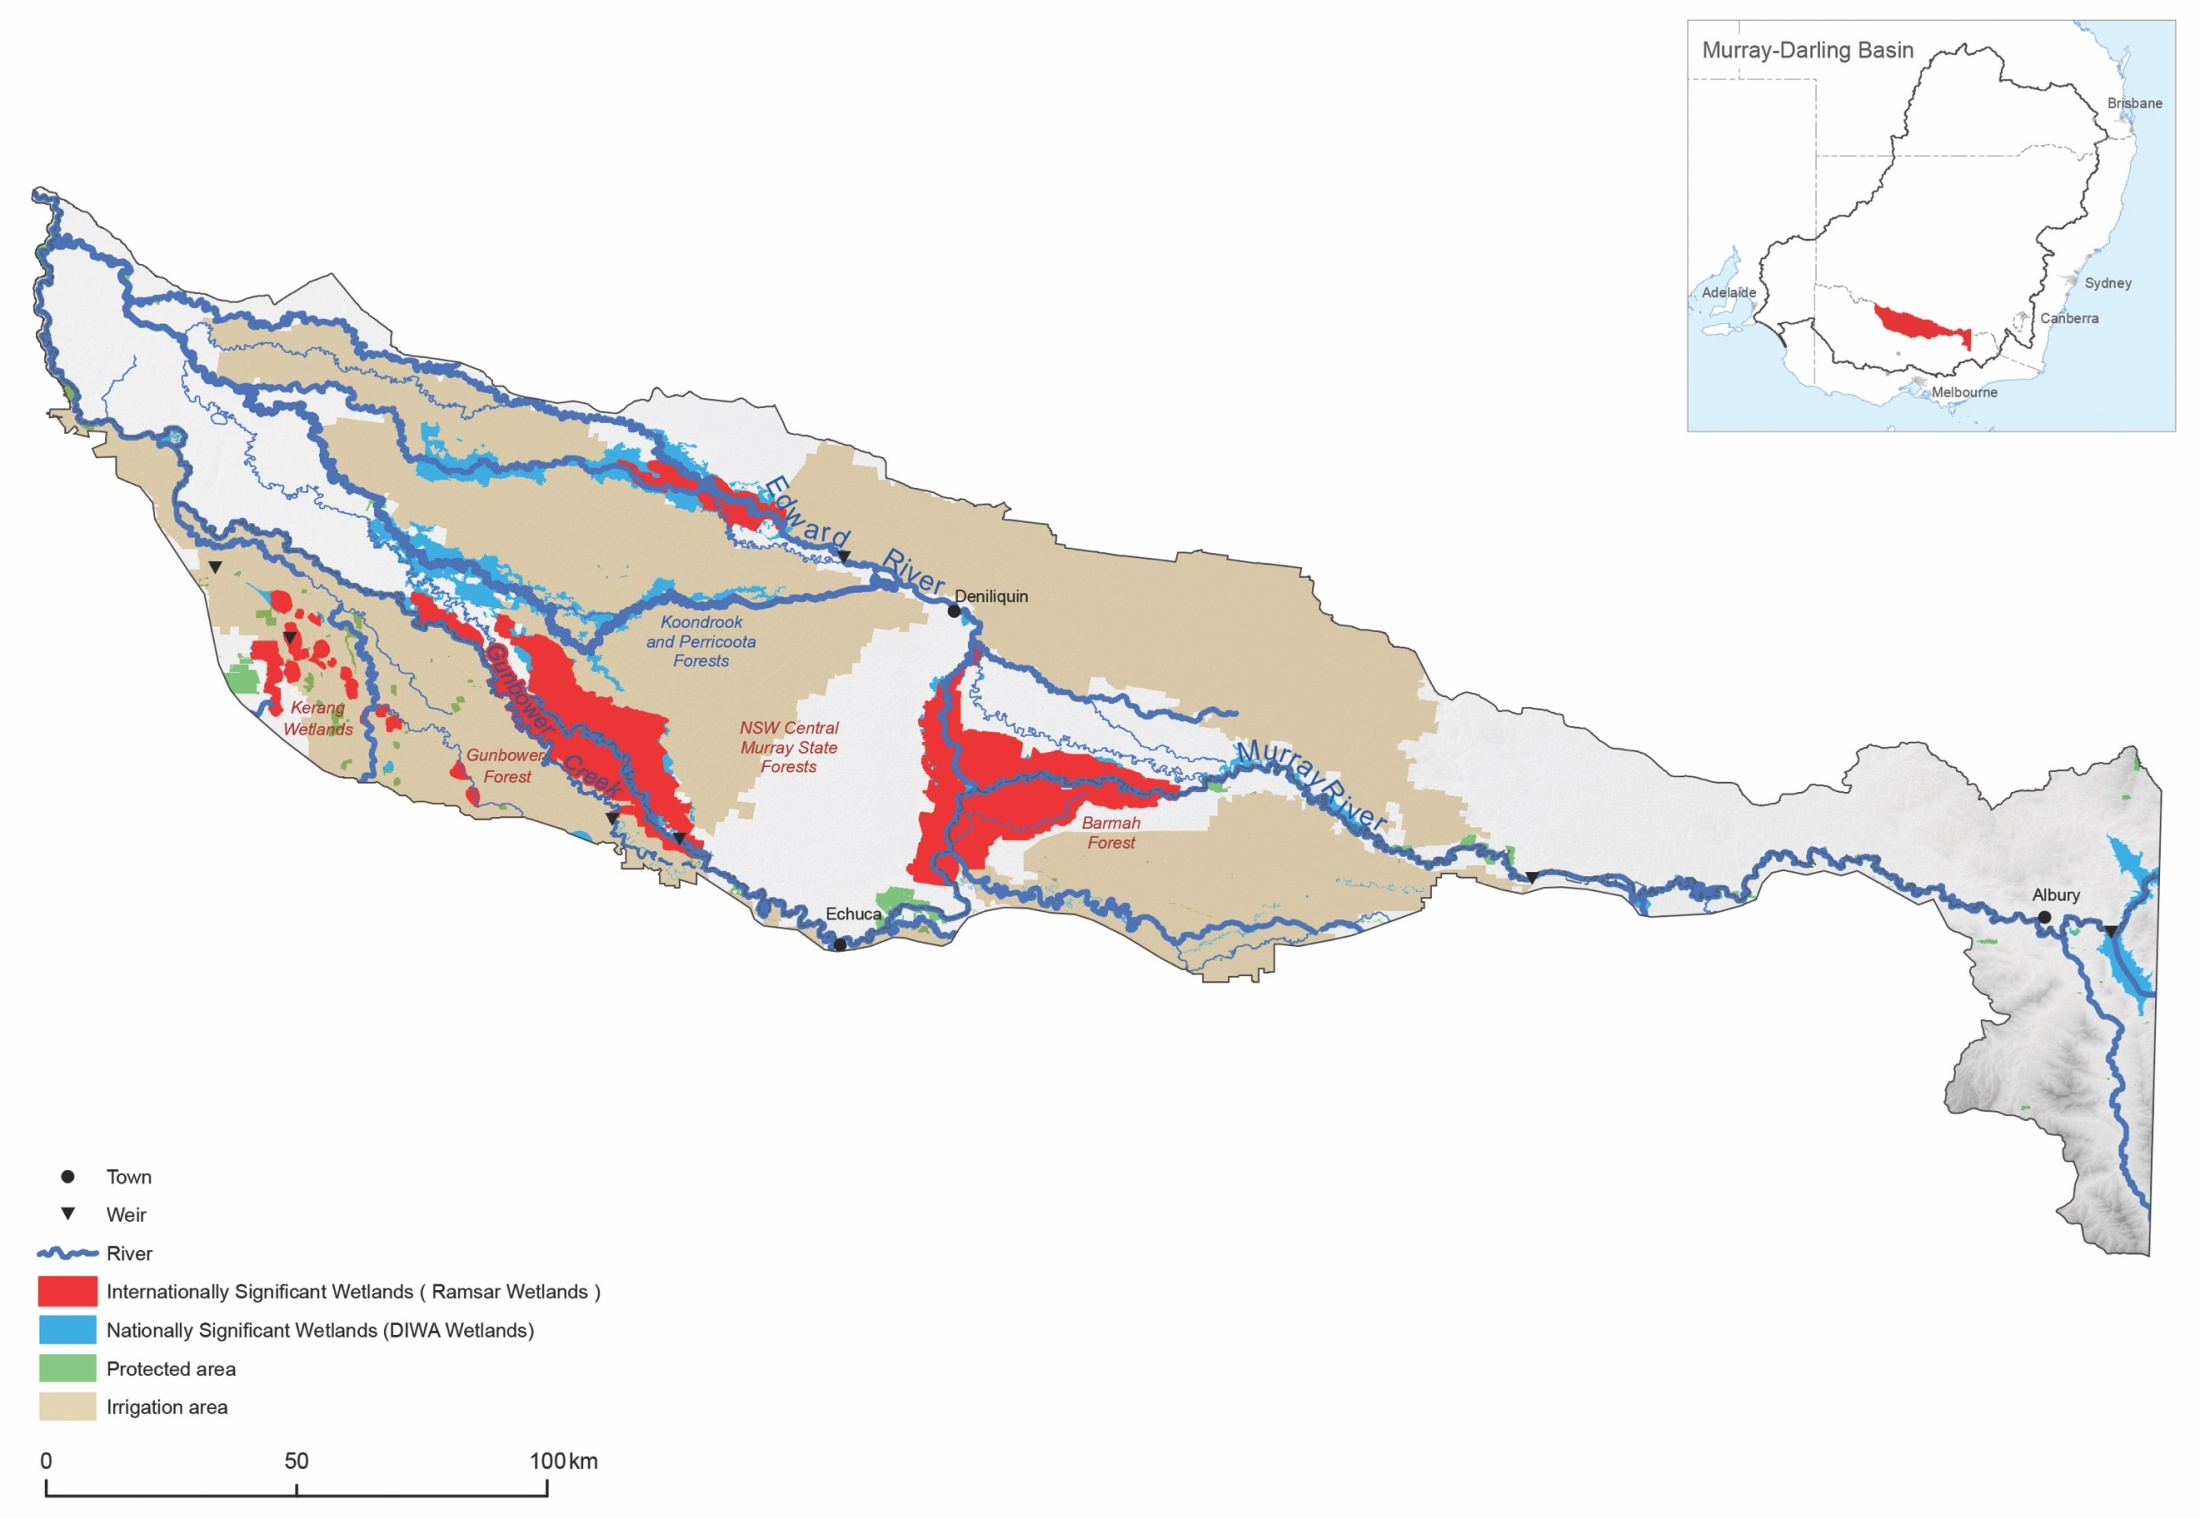 Murray-Darling Basin
Brisbane
Adelaide
Sydney
Canberra
Melbourne
Edward River
Deniliquin
Koondrook
and Perricoota
Forests
Gunbower Creek
Kerang
Wetlands
NSW Central
Murray State
Forests
Gunbower
Forest
Murray River
Barmah
Forest
Echuca
Albury
Town
Weir
River
Internationally Significant Wetlands ( Ramsar Wetlands )
Nationally Significant Wetlands (DIWA Wetlands)
Protected area
Irrigation area
0 50 100 km